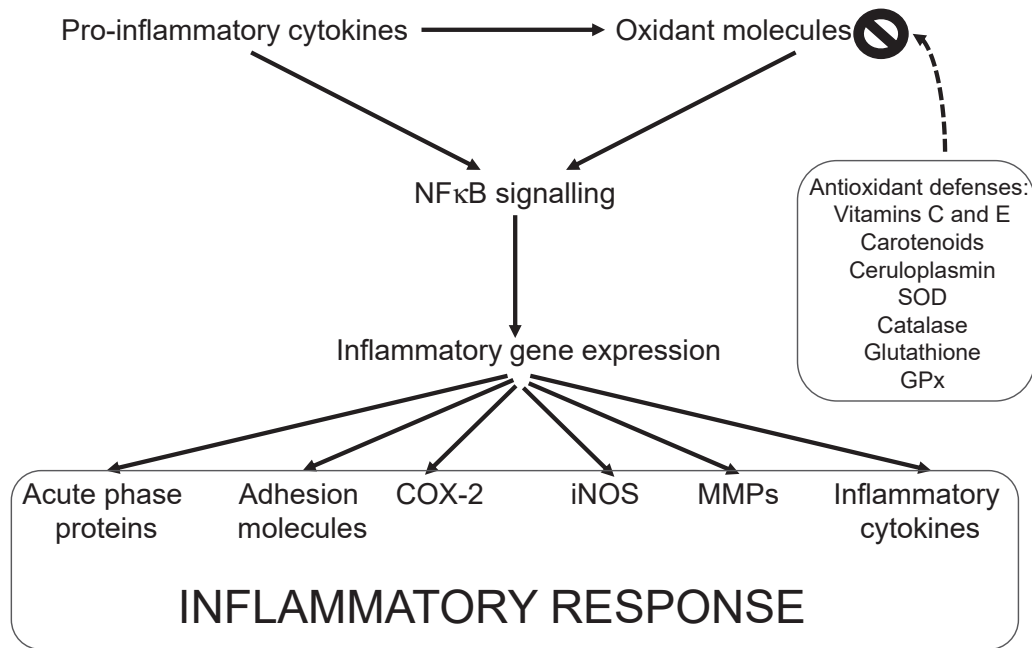 Pro-inflammatory cytokines
Oxidant molecules
NFκB signalling
Antioxidant defenses:
Vitamins C and E
Carotenoids
Ceruloplasmin
SOD
Catalase
Glutathione
GPx
Inflammatory gene expression
Acute phase
proteins
Adhesion
molecules
COX-2
iNOS
MMPs
Inflammatory
cytokines
INFLAMMATORY RESPONSE